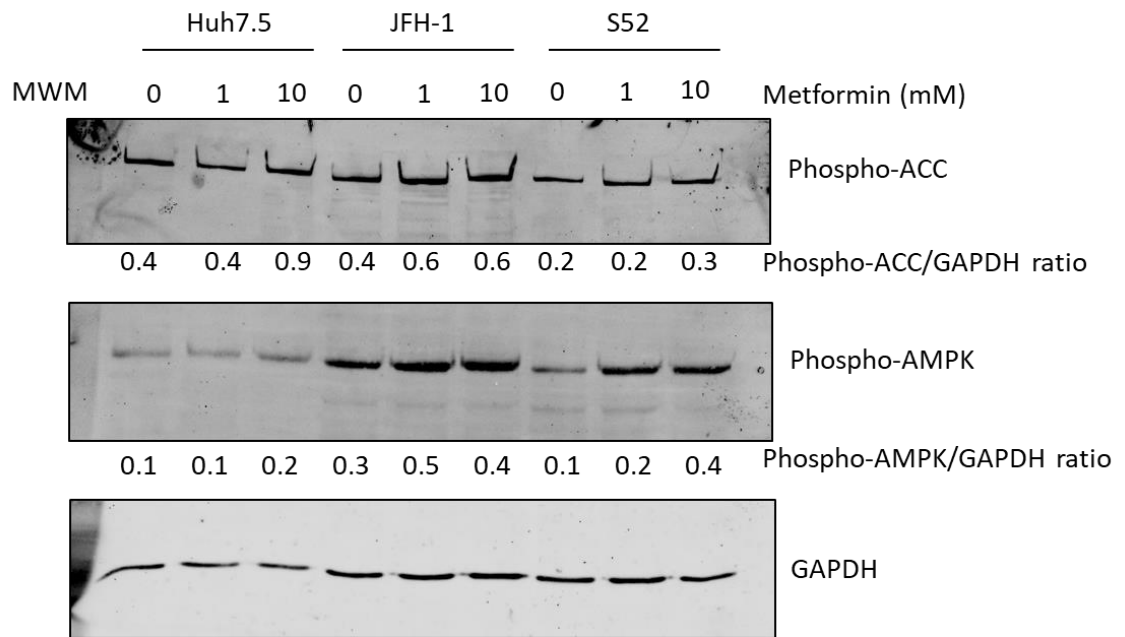 Huh7.5 JFH-1 S52
MWM 0 1 10 0 1 10 0 1 10 Metformin (mM)
Phospho-ACC
0.4 0.4 0.9 0.4 0.6 0.6 0.2 0.2 0.3 Phospho-ACC/GAPDH ratio
Phospho-AMPK
0.1 0.1 0.2 0.3 0.5 0.4 0.1 0.2 0.4 Phospho-AMPK/GAPDH ratio
GAPDH